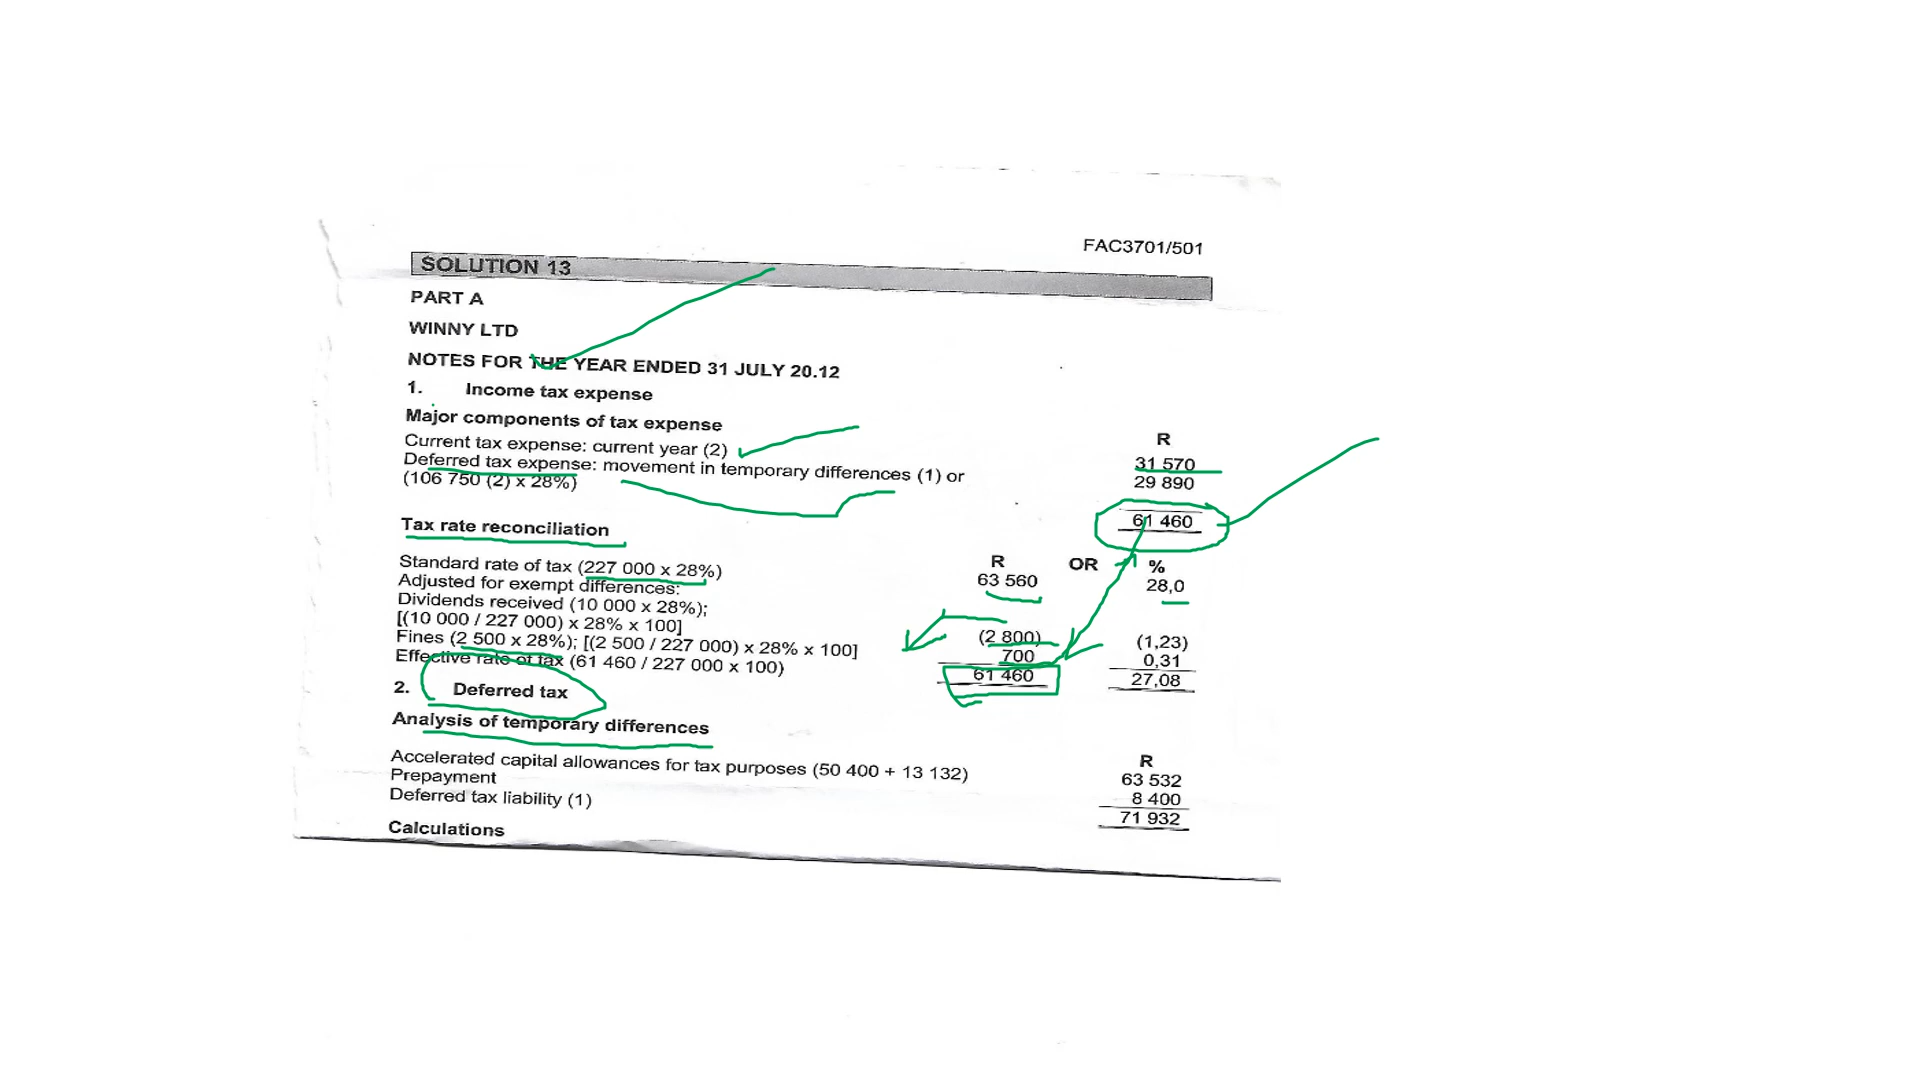 FAC3701/501
SOLUTION 13
PART A
WINNY LTD
NOTES FOR THE YEAR ENDED 31 JULY 20.12
1. Income tax expense
Major components of tax expense
R
Current tax expense: current year (2) 31 570
Deferred tax expense: movement in temporary differences (1) or 29 890
(106 750 (2) x 28%)
61 460
Tax rate reconciliation
R OR %
Standard rate of tax (227 000 x 28%) 63 560 28,0
Adjusted for exempt differences:
Dividends received (10 000 x 28%);
[(10 000 / 227 000) x 28% x 100] (2 800) (1,23)
Fines (2 500 x 28%); [(2 500 / 227 000) x 28% x 100] 700 0,31
Effective rate of tax (61 460 / 227 000 x 100) 61 460 27,08
2. Deferred tax
Analysis of temporary differences
R
Accelerated capital allowances for tax purposes (50 400 + 13 132) 63 532
Prepayment 8 400
Deferred tax liability (1) 71 932
Calculations